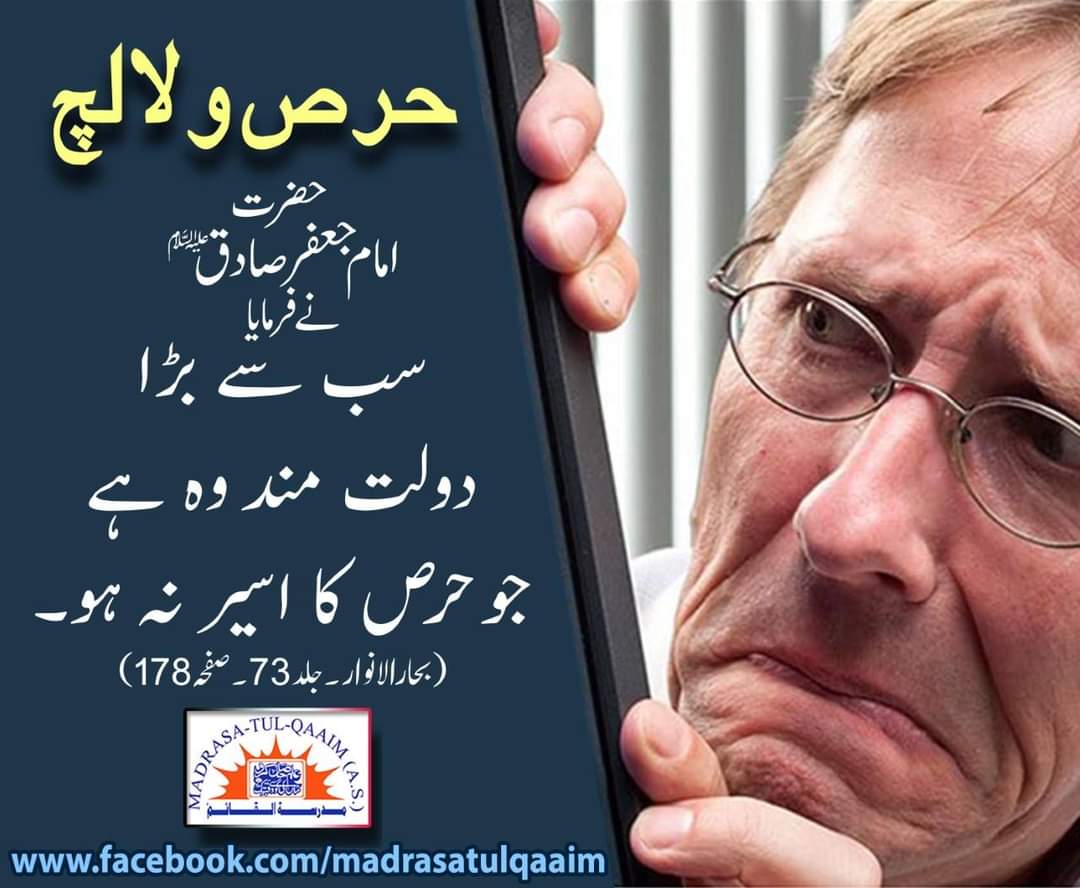 حرص و لالچ
حضرت
امام جعفر صادق علیہ السلام
نے فرمایا
سب سے بڑا
دولت مند وہ ہے
جو حرص کا اسیر نہ ہو۔
(بحارالانوار۔ جلد 73۔ صفحہ 178)
MADRASA-TUL-QAAIM (A.S.)
مدرسة القائم
www.facebook.com/madrasatulqaaim